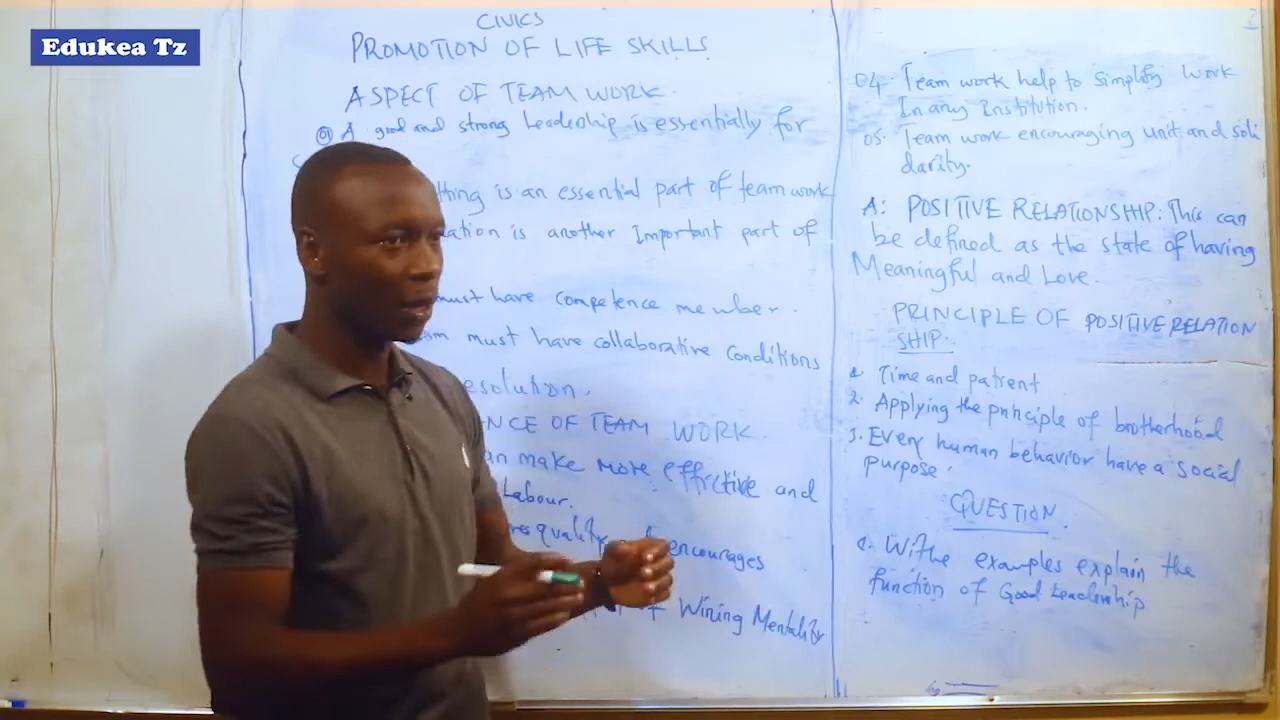 Edukea Tz
CIVICS
PROMOTION OF LIFE SKILLS
ASPECT OF TEAM WORK.
01 A good and strong Leadership is essentially for
thing is an essential part of team work
ation is another Important part of
must have competence member.
am must have collaborative Conditions
esolution.
NCE OF TEAM WORK.
an make more effective and
Labour.
res quality encourages
Wining Mentality
04. Team work help to Simplify work
In any Institution.
05. Team work encouraging unit and soli
darity.
A: POSITIVE RELATIONSHIP: This can
be defined as the state of having
Meaningful and Love.
PRINCIPLE OF POSITIVE RELATION
SHIP.
1. Time and patient
2. Applying the principle of brotherhood
3. Every human behavior have a social
purpose.
QUESTION.
Withe examples explain the
function of Good Leadership